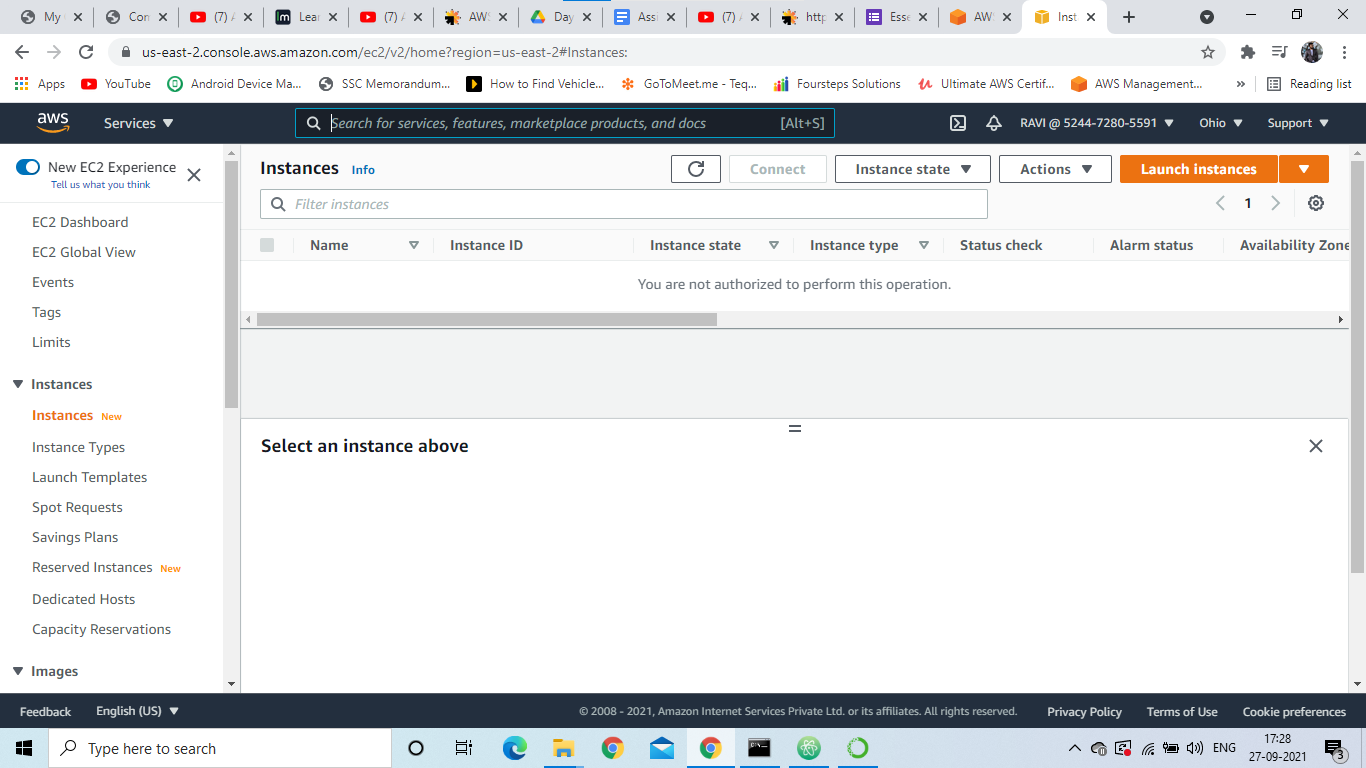 My
Con
(7) A
Lear
(7) A
AWS
Day
Assi
(7) A
http
Esse
AWS
Inst
us-east-2.console.aws.amazon.com/ec2/v2/home?region=us-east-2#Instances:
Apps YouTube Android Device Ma... SSC Memorandum... How to Find Vehicle... GoToMeet.me - Teq... Foursteps Solutions Ultimate AWS Certif... AWS Management... » Reading list
aws Services Search for services, features, marketplace products, and docs [Alt+S] RAVI @ 5244-7280-5591 Ohio Support
New EC2 Experience
Tell us what you think
EC2 Dashboard
EC2 Global View
Events
Tags
Limits
Instances
Instances New
Instance Types
Launch Templates
Spot Requests
Savings Plans
Reserved Instances New
Dedicated Hosts
Capacity Reservations
Images
Instances Info Connect Instance state Actions Launch instances
Filter instances 1
Name Instance ID Instance state Instance type Status check Alarm status Availability Zone
You are not authorized to perform this operation.
Select an instance above
Feedback English (US) © 2008 - 2021, Amazon Internet Services Private Ltd. or its affiliates. All rights reserved. Privacy Policy Terms of Use Cookie preferences
Type here to search ENG 17:28
27-09-2021 3